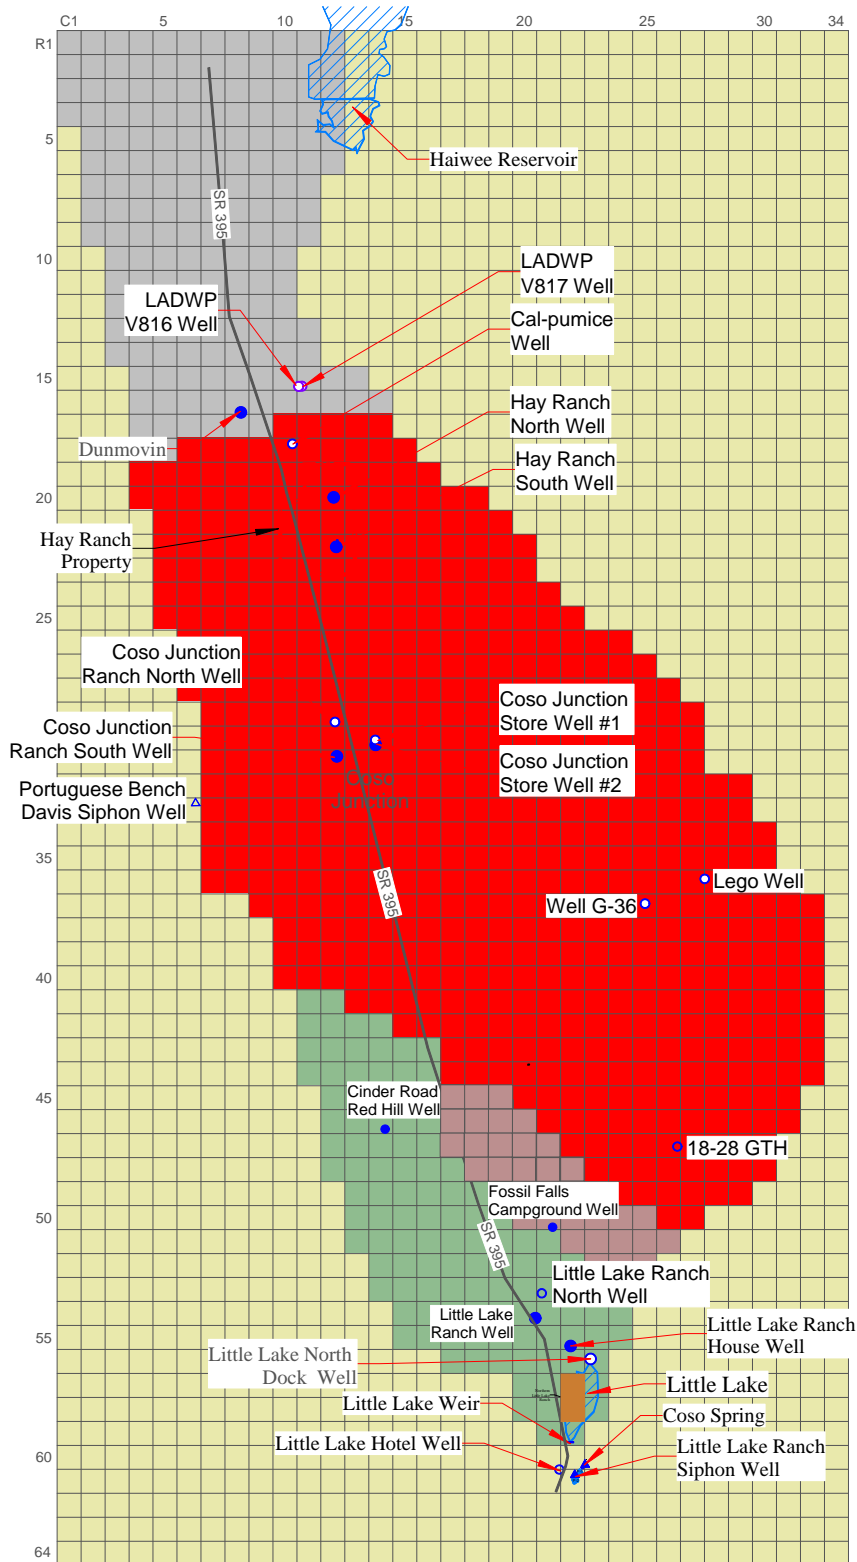 C1 5 10 15 20 25 30 34
R1
5
Haiwee Reservoir
SR 395
10
LADWP
V817 Well
LADWP
V816 Well
Cal-pumice
Well
15
Hay Ranch
North Well
Dunmovin
Hay Ranch
South Well
20
Hay Ranch
Property
25
Coso Junction
Ranch North Well
Coso Junction
Store Well #1
Coso Junction
Ranch South Well
Coso Junction
Store Well #2
Coso
Junction
Portuguese Bench
Davis Siphon Well
35
Lego Well
SR 395
Well G-36
40
45
Cinder Road
Red Hill Well
18-28 GTH
Fossil Falls
Campground Well
50
SR 395
Little Lake Ranch
North Well
Little Lake
Ranch Well
55
Little Lake Ranch
House Well
Little Lake North
Dock Well
Little Lake
Little Lake Weir
Coso Spring
Little Lake Hotel Well
60
Little Lake Ranch
Siphon Well
64